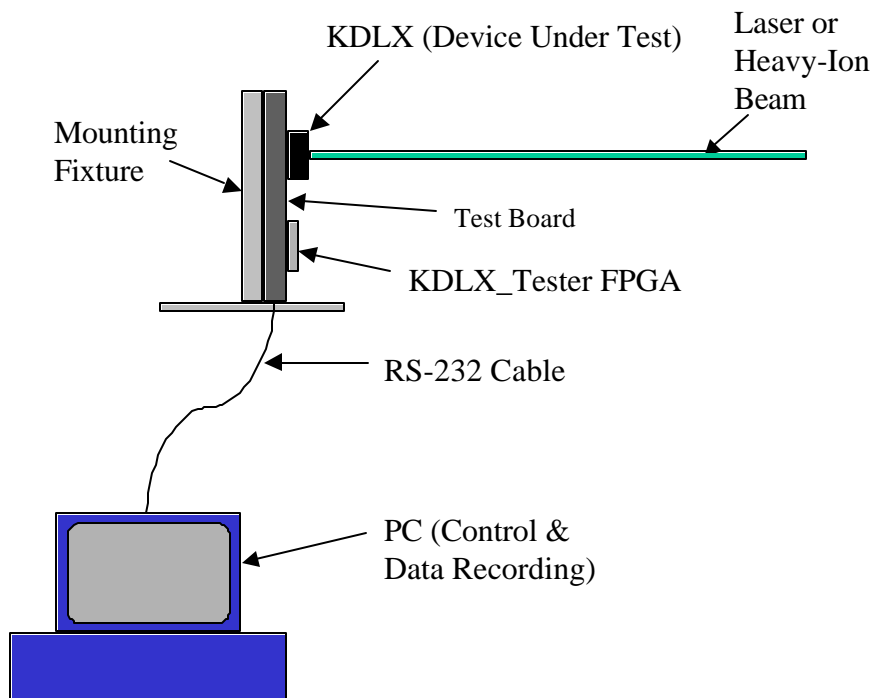 KDLX (Device Under Test)
Laser or
Heavy-Ion
Beam
Mounting
Fixture
Test Board
KDLX_Tester FPGA
RS-232 Cable
PC (Control &
Data Recording)